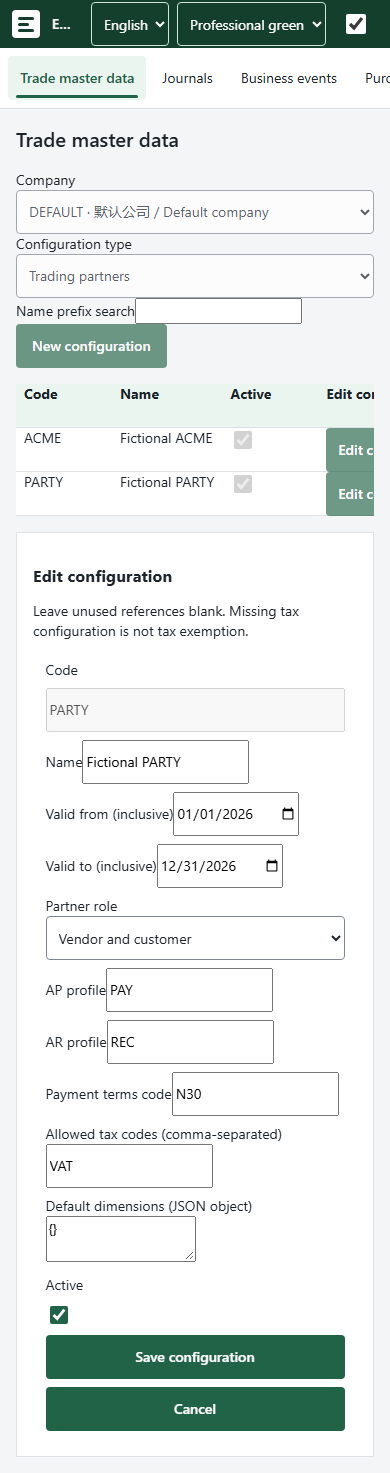 E...
English
Professional green
Trade master data
Journals
Business events
Purc
Trade master data
Company
DEFAULT · 默认公司 / Default company
Configuration type
Trading partners
Name prefix search
New configuration
Code Name Active Edit con
ACME Fictional ACME Edit c
PARTY Fictional PARTY Edit c
Edit configuration
Leave unused references blank. Missing tax
configuration is not tax exemption.
Code
PARTY
Name Fictional PARTY
Valid from (inclusive) 01/01/2026
Valid to (inclusive) 12/31/2026
Partner role
Vendor and customer
AP profile PAY
AR profile REC
Payment terms code N30
Allowed tax codes (comma-separated)
VAT
Default dimensions (JSON object)
{}
Active
Save configuration
Cancel